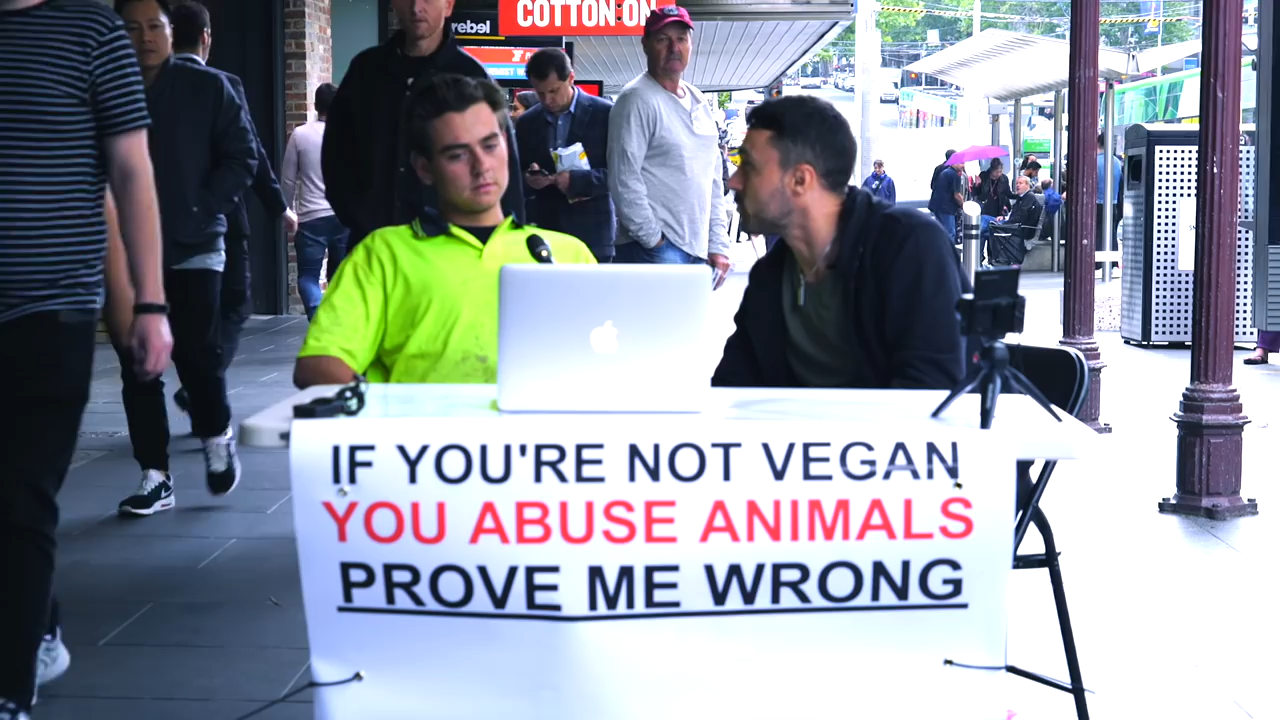 COTTON:ON
rebel
IF YOU'RE NOT VEGAN
YOU ABUSE ANIMALS
PROVE ME WRONG